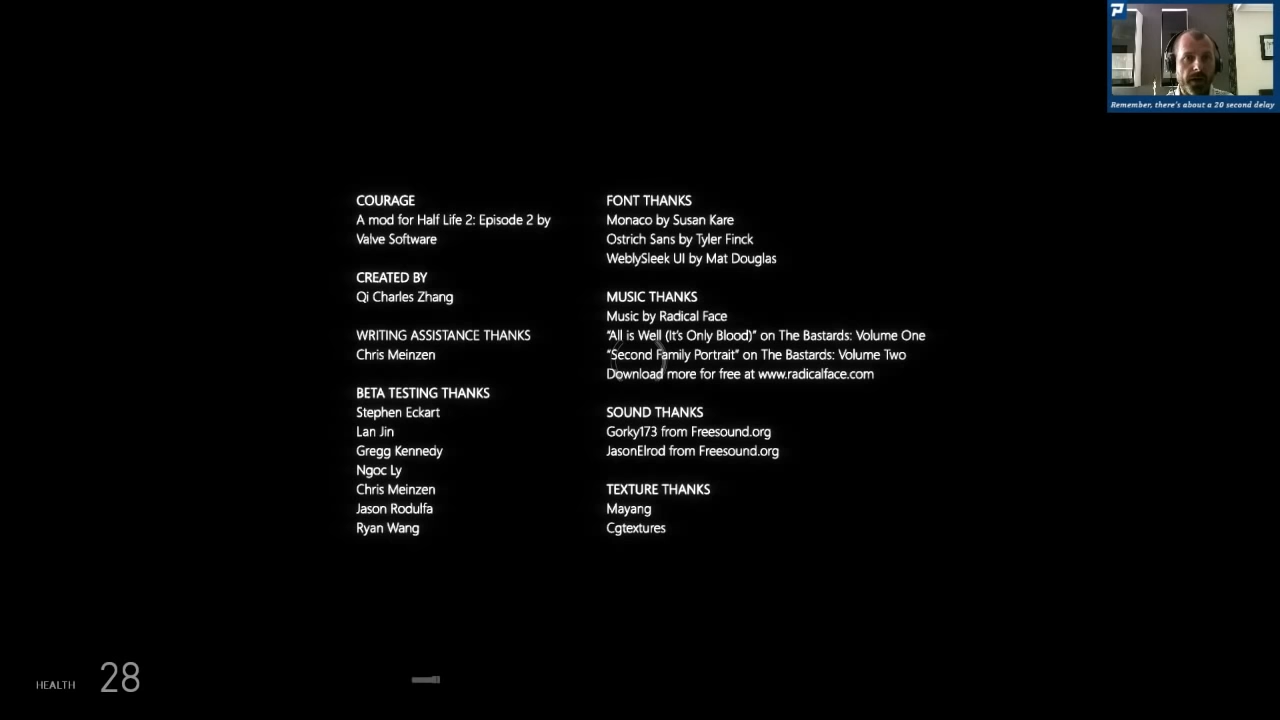 Remember, there's about a 20 second delay
COURAGE
A mod for Half Life 2: Episode 2 by
Valve Software
CREATED BY
Qi Charles Zhang
WRITING ASSISTANCE THANKS
Chris Meinzen
BETA TESTING THANKS
Stephen Eckart
Lan Jin
Gregg Kennedy
Ngoc Ly
Chris Meinzen
Jason Rodulfa
Ryan Wang
FONT THANKS
Monaco by Susan Kare
Ostrich Sans by Tyler Finck
WeblySleek UI by Mat Douglas
MUSIC THANKS
Music by Radical Face
“All is Well (It’s Only Blood)” on The Bastards: Volume One
“Second Family Portrait” on The Bastards: Volume Two
Download more for free at www.radicalface.com
SOUND THANKS
Gorky173 from Freesound.org
JasonElrod from Freesound.org
TEXTURE THANKS
Mayang
Cgtextures
HEALTH 28